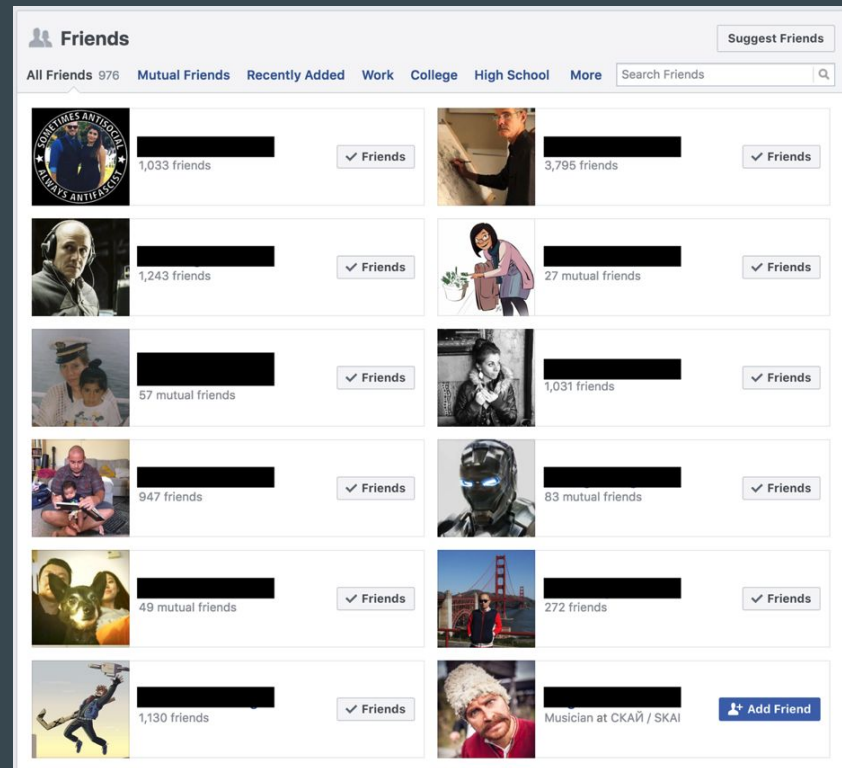 Friends
Suggest Friends
All Friends 976 Mutual Friends Recently Added Work College High School More Search Friends
SOMETIMES ANTISOCIAL
ALWAYS ANTIFASCIST
1,033 friends
Friends
3,795 friends
Friends
1,243 friends
Friends
27 mutual friends
Friends
57 mutual friends
Friends
1,031 friends
Friends
947 friends
Friends
83 mutual friends
Friends
49 mutual friends
Friends
272 friends
Friends
1,130 friends
Friends
Musician at СКАЙ / SKAI
Add Friend